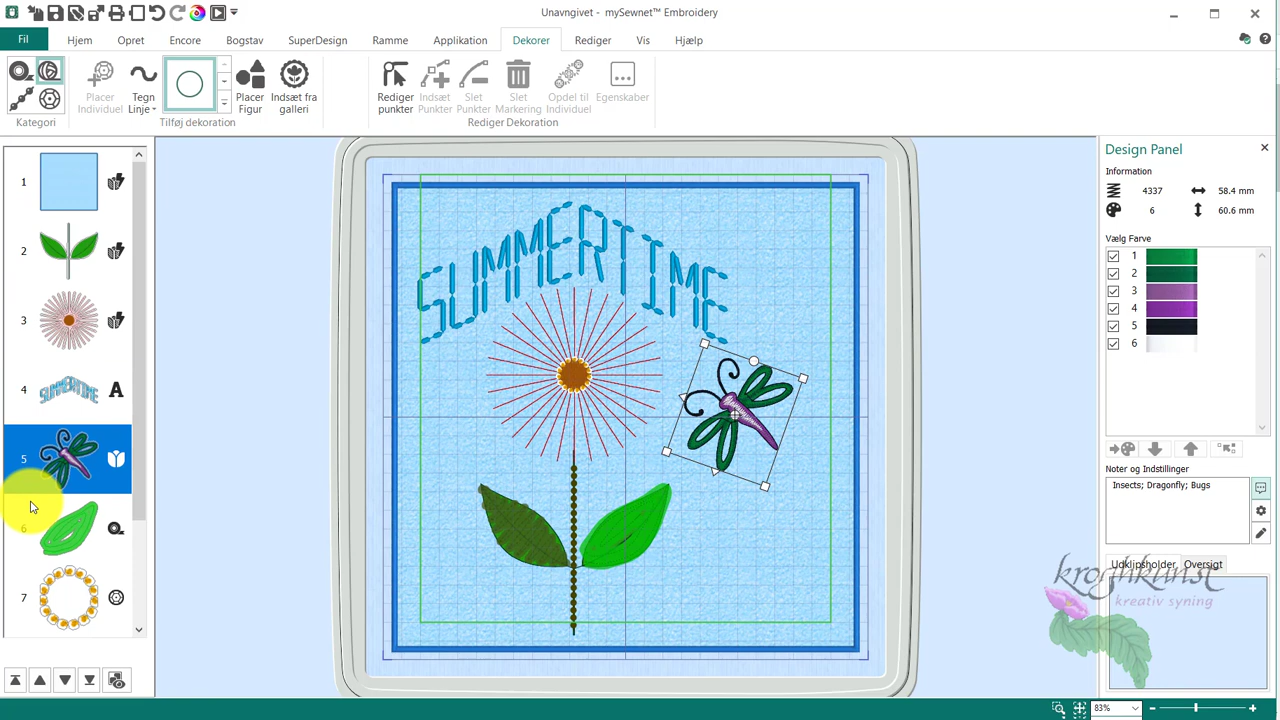 Unavngivet - mySewnet™ Embroidery
Fil Hjem Opret Encore Bogstav SuperDesign Ramme Applikation Dekorer Rediger Vis Hjælp
Placer Individuel
Tegn Linje
Placer Figur
Indsæt fra galleri
Rediger punkter
Indsæt Punkter
Slet Punkter
Slet Markering
Opdel til Individuel
Egenskaber
Kategori
Tilføj dekoration
Rediger Dekoration
1
2
3
4 SUMMERTIME A
5
6
7
SUMMERTIME
Design Panel
Information
4337 58.4 mm
6 60.6 mm
Vælg Farve
1
2
3
4
5
6
Noter og Indstillinger
Insects; Dragonfly; Bugs
Udklipsholder Oversigt
kroghkunst
kreativ syning
83%